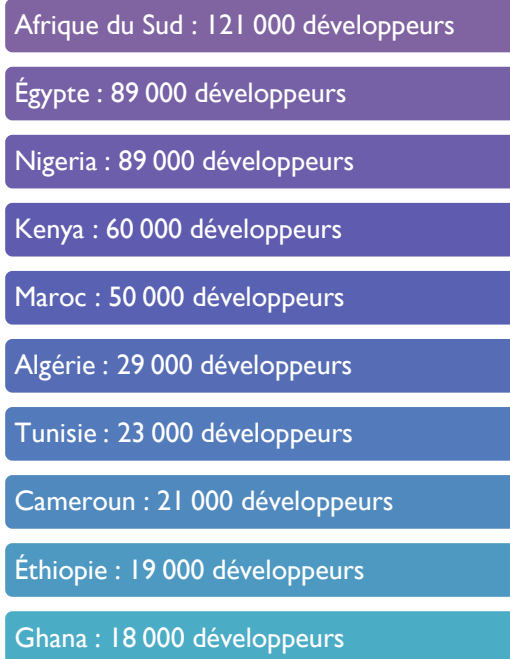 Afrique du Sud : 121 000 développeurs
Égypte : 89 000 développeurs
Nigeria : 89 000 développeurs
Kenya : 60 000 développeurs
Maroc : 50 000 développeurs
Algérie : 29 000 développeurs
Tunisie : 23 000 développeurs
Cameroun : 21 000 développeurs
Éthiopie : 19 000 développeurs
Ghana : 18 000 développeurs